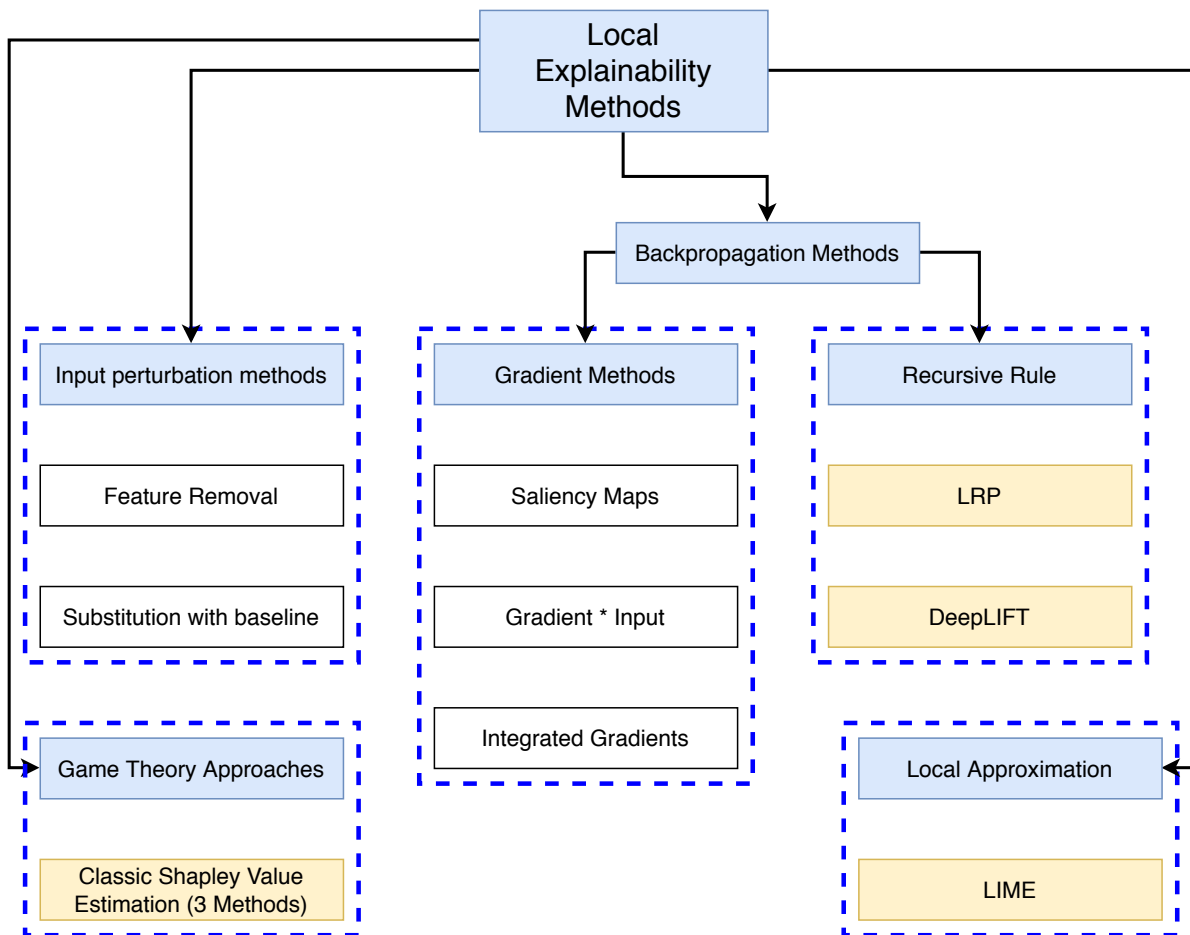 Local
Explainability
Methods
Backpropagation Methods
Input perturbation methods
Gradient Methods
Recursive Rule
Feature Removal
Saliency Maps
LRP
Substitution with baseline
Gradient * Input
DeepLIFT
Integrated Gradients
Game Theory Approaches
Local Approximation
Classic Shapley Value
Estimation (3 Methods)
LIME